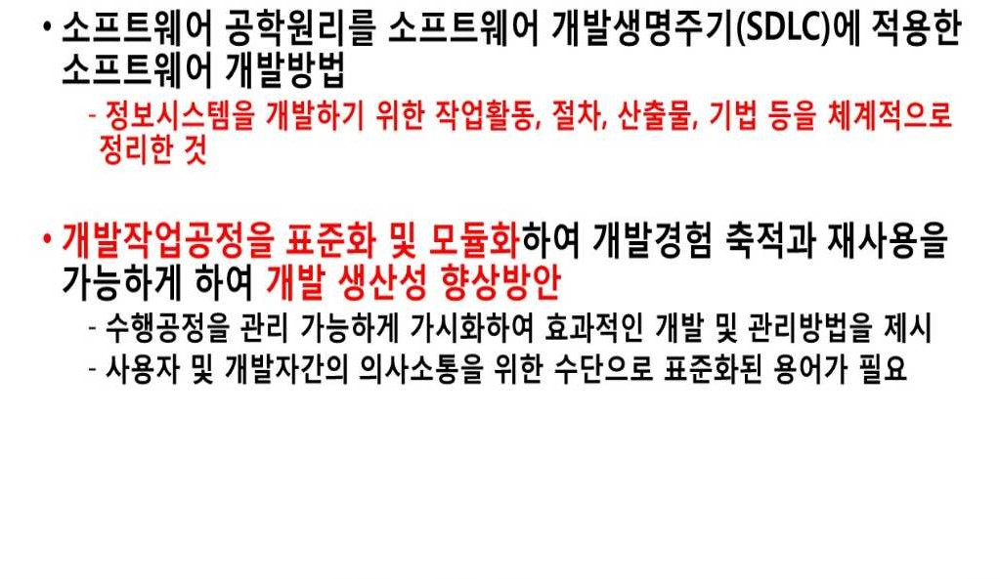 • 소프트웨어 공학원리를 소프트웨어 개발생명주기(SDLC)에 적용한
소프트웨어 개발방법
- 정보시스템을 개발하기 위한 작업활동, 절차, 산출물, 기법 등을 체계적으로
정리한 것
• 개발작업공정을 표준화 및 모듈화하여 개발경험 축적과 재사용을
가능하게 하여 개발 생산성 향상방안
- 수행공정을 관리 가능하게 가시화하여 효과적인 개발 및 관리방법을 제시
- 사용자 및 개발자간의 의사소통을 위한 수단으로 표준화된 용어가 필요